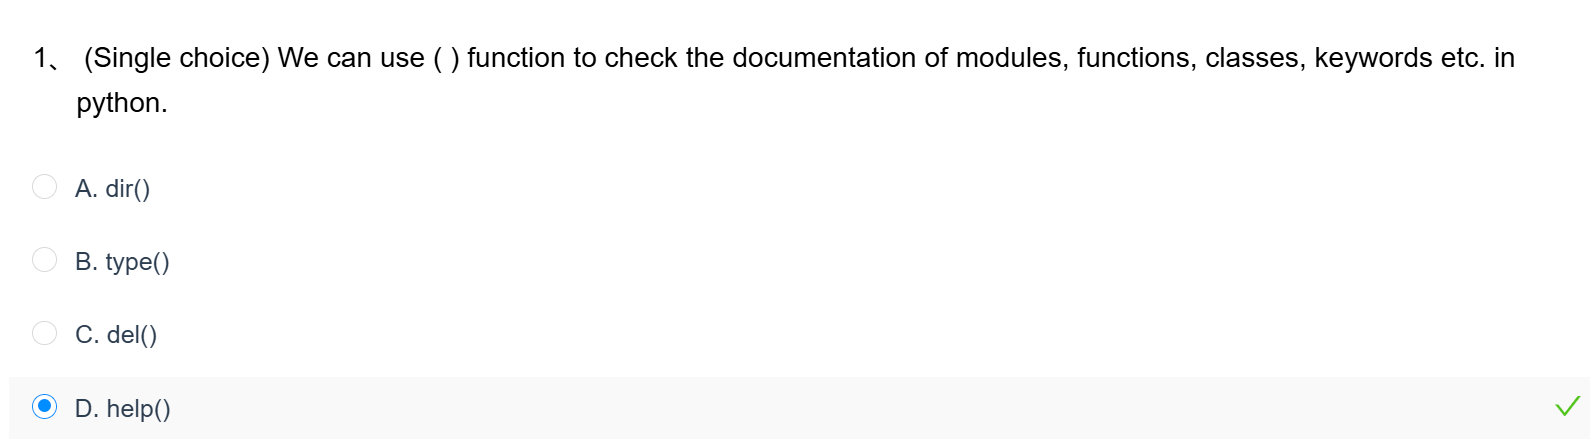 1、 (Single choice) We can use ( ) function to check the documentation of modules, functions, classes, keywords etc. in
python.
A. dir()
B. type()
C. del()
D. help()